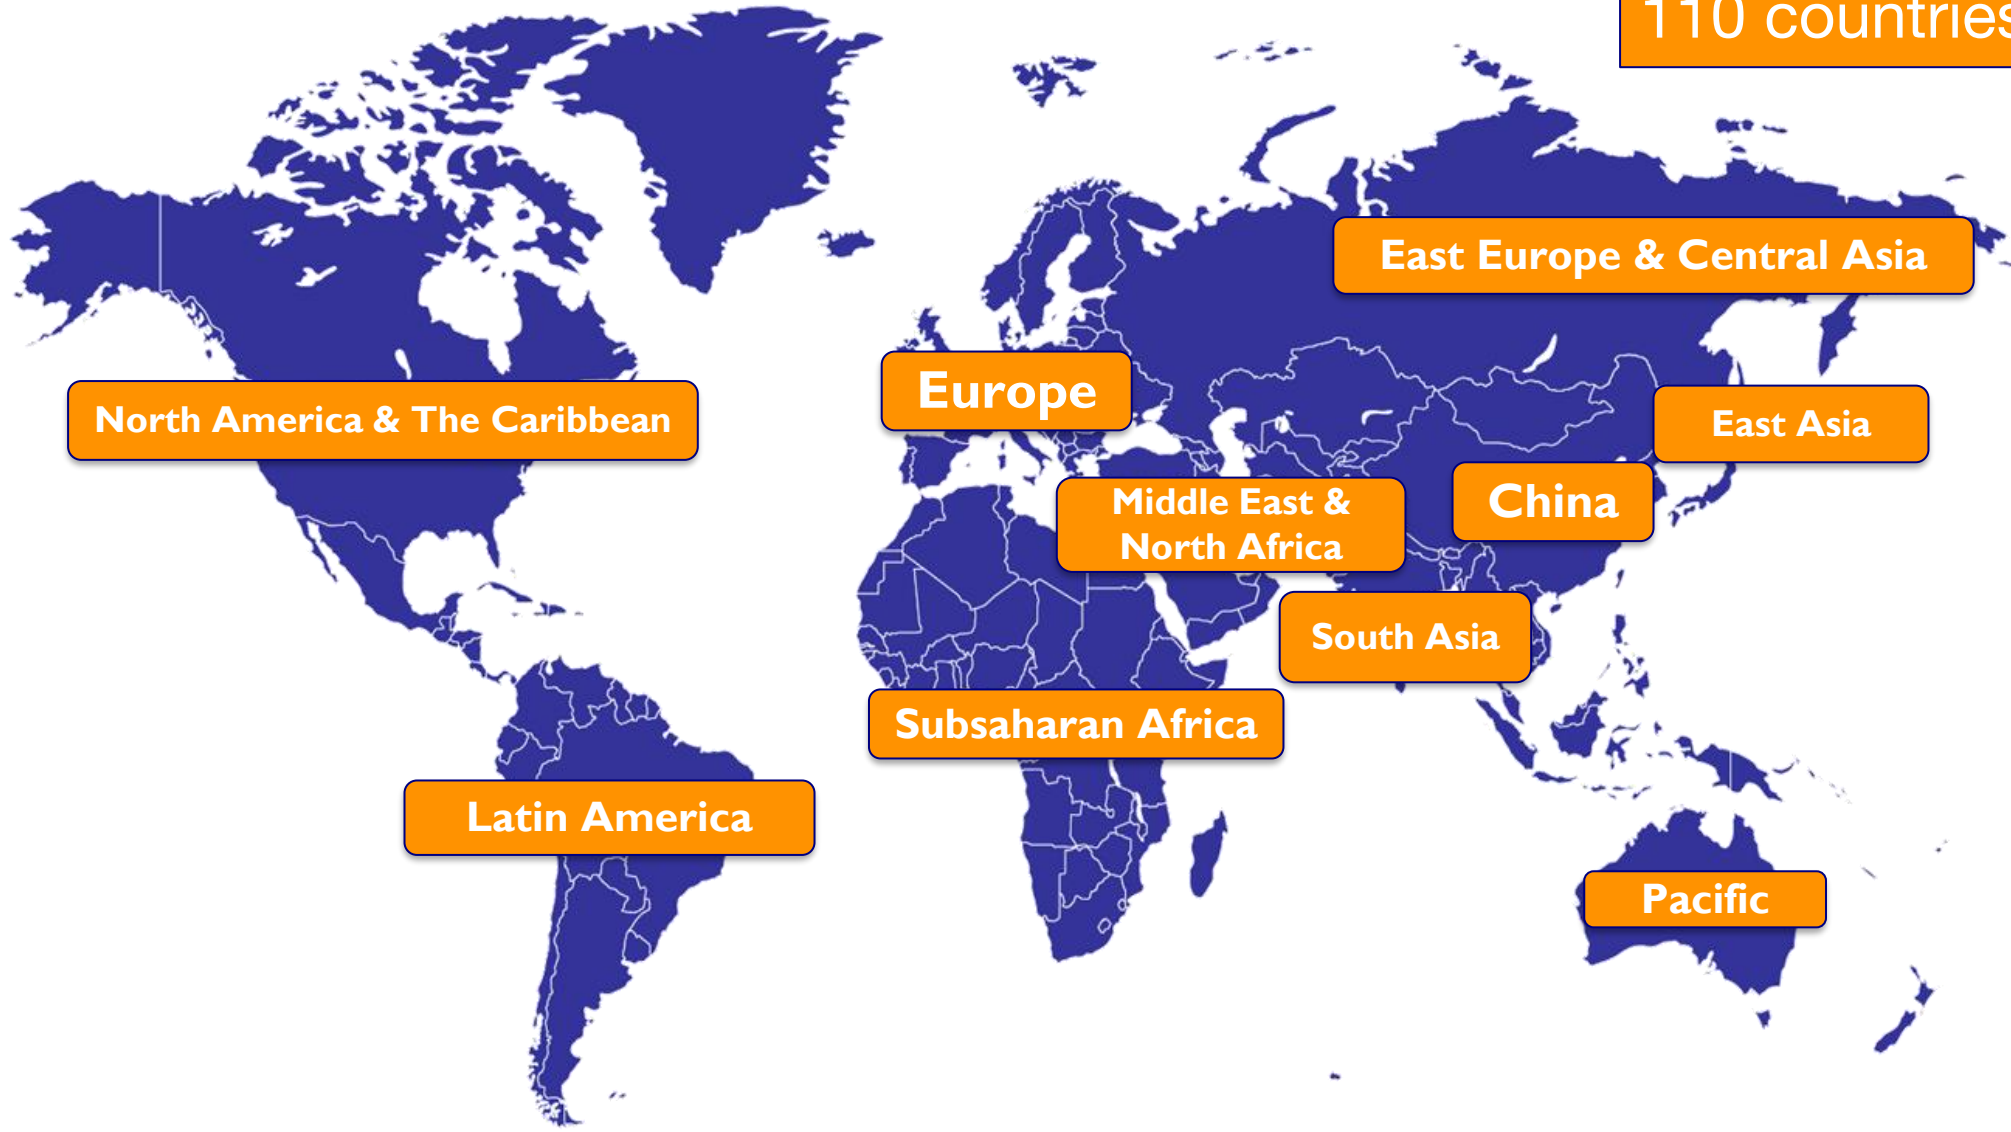 110 countries
East Europe & Central Asia
Europe
North America & The Caribbean
East Asia
China
Middle East &
North Africa
South Asia
Subsaharan Africa
Latin America
Pacific